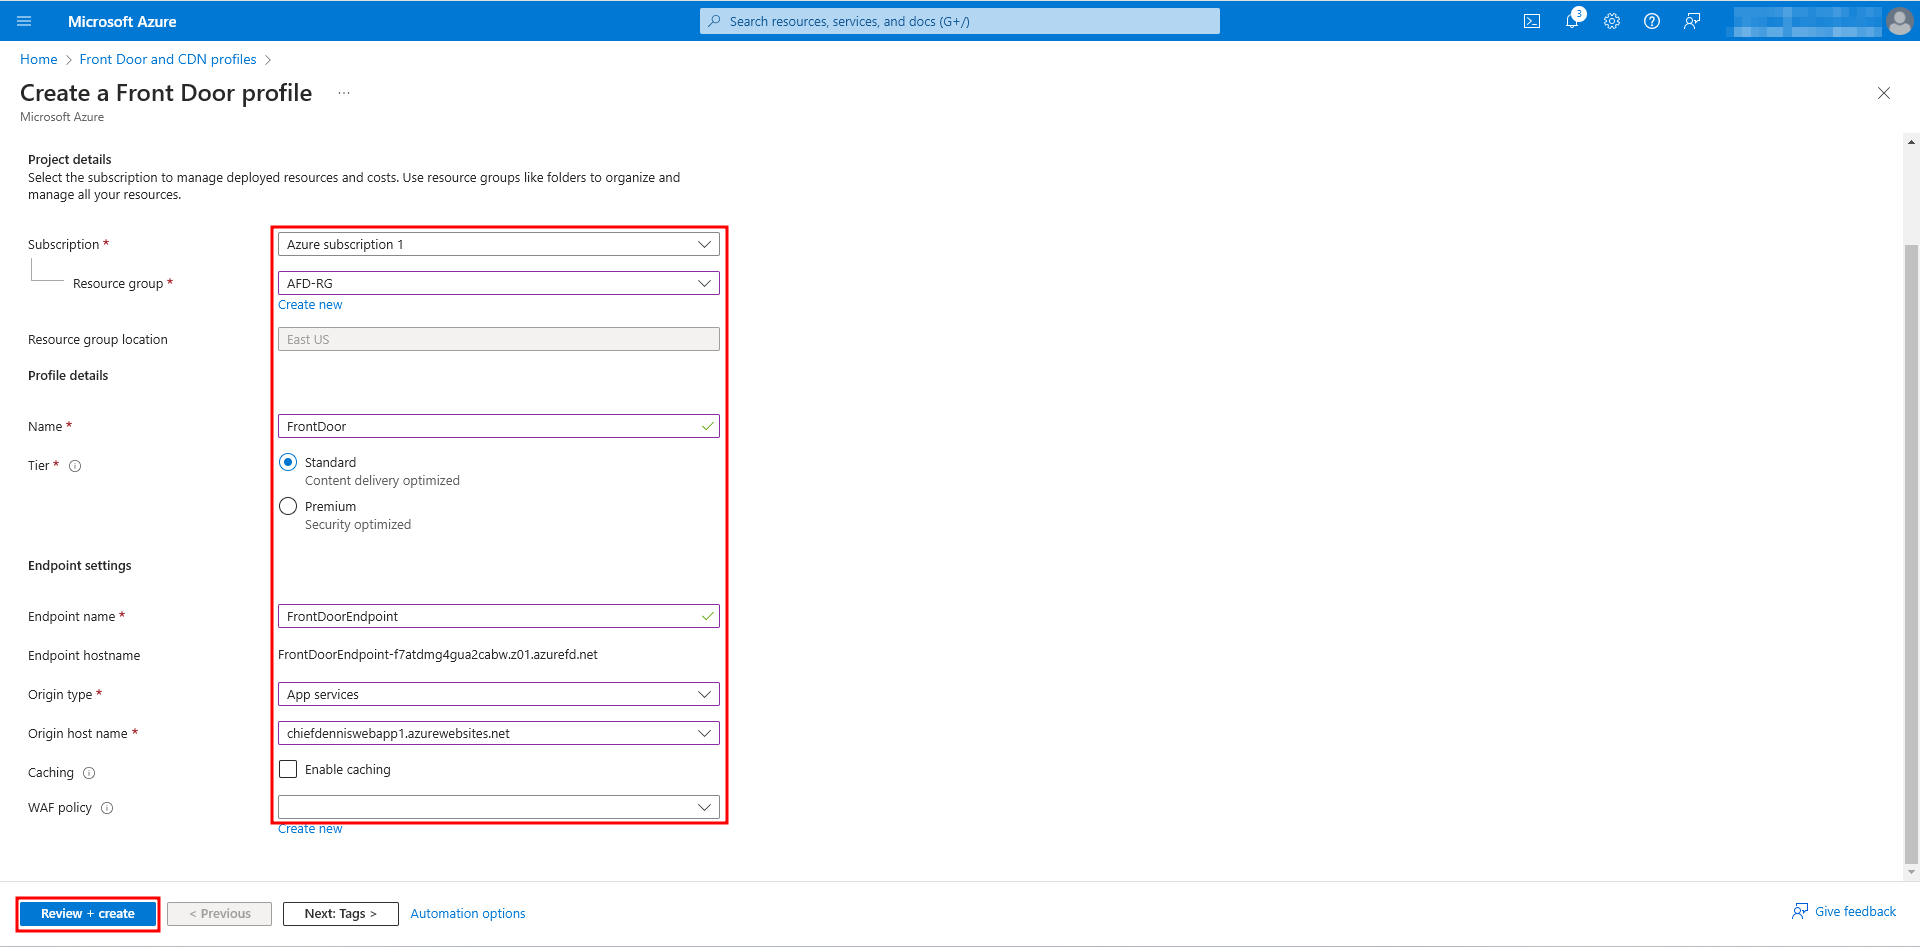 Microsoft Azure
Search resources, services, and docs (G+/)
3
Home > Front Door and CDN profiles >
Create a Front Door profile ...
Microsoft Azure
Project details
Select the subscription to manage deployed resources and costs. Use resource groups like folders to organize and
manage all your resources.
Subscription * Azure subscription 1
Resource group * AFD-RG
Create new
Resource group location East US
Profile details
Name * FrontDoor
Tier * Standard
Content delivery optimized
Premium
Security optimized
Endpoint settings
Endpoint name * FrontDoorEndpoint
Endpoint hostname FrontDoorEndpoint-f7atdmg4gua2cabw.z01.azurefd.net
Origin type * App services
Origin host name * chiefdenniswebapp1.azurewebsites.net
Caching Enable caching
WAF policy
Create new
Review + create
< Previous
Next: Tags >
Automation options
Give feedback